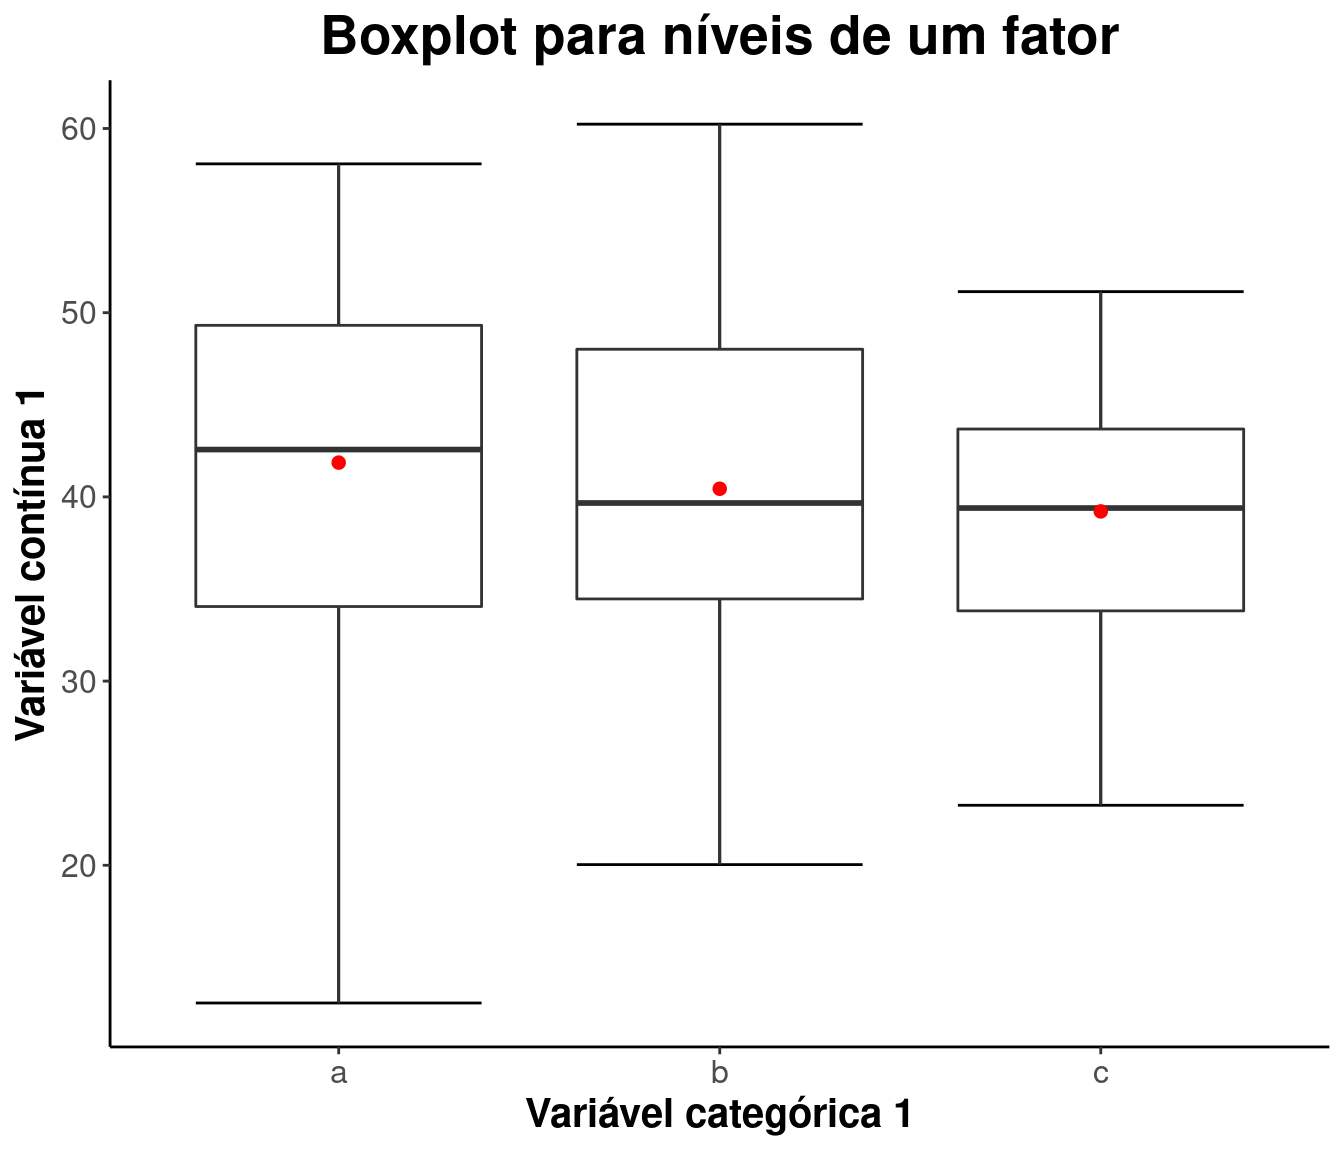 Boxplot para níveis de um fator
60
50
40
30
20
Variável contínua 1
a b c
Variável categórica 1